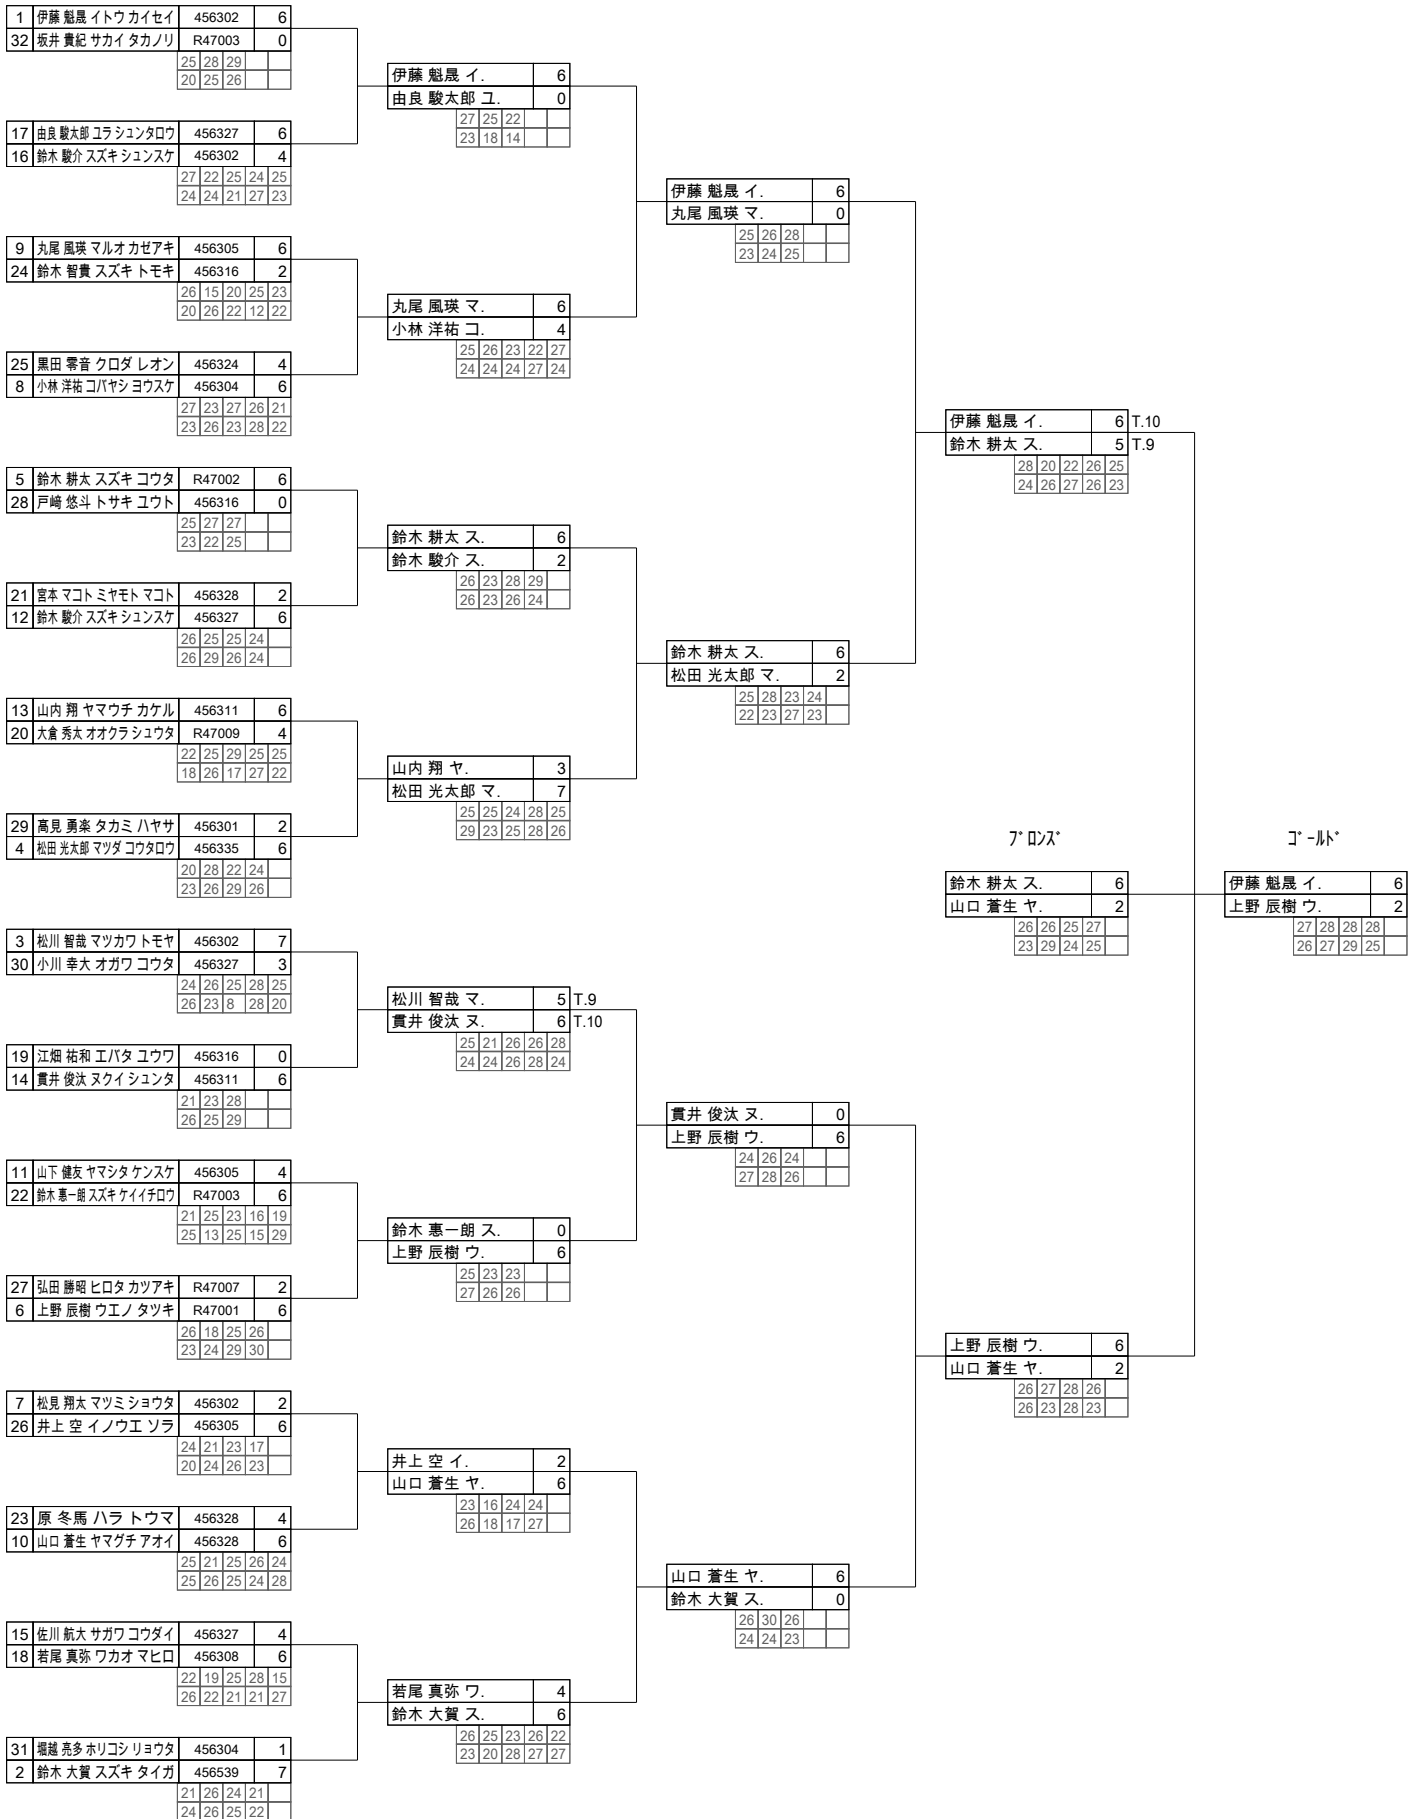 1 伊藤 魁晟 イトウ カイセイ 456302 6
32 坂井 貴紀 サカイ タカノリ R47003 0
25 28 29
20 25 26
17 由良 駿太郎 ユラ シュンタロウ 456327 6
16 鈴木 駿介 スズキ シュンスケ 456302 4
27 22 25 24 25
24 24 21 27 23
9 丸尾 風瑛 マルオ カゼアキ 456305 6
24 鈴木 智貴 スズキ トモキ 456316 2
26 15 20 25 23
20 26 22 12 22
25 黒田 零音 クロダ レオン 456324 4
8 小林 洋祐 コバヤシ ヨウスケ 456304 6
27 23 27 26 21
23 26 23 28 22
5 鈴木 耕太 スズキ コウタ R47002 6
28 戸﨑 悠斗 トサキ ユウト 456316 0
25 27 27
23 22 25
21 宮本 マコト ミヤモト マコト 456328 2
12 鈴木 駿介 スズキ シュンスケ 456327 6
26 25 25 24
26 29 26 24
13 山内 翔 ヤマウチ カケル 456311 6
20 大倉 秀太 オオクラ シュウタ R47009 4
22 25 29 25 25
18 26 17 27 22
29 高見 勇楽 タカミ ハヤサ 456301 2
4 松田 光太郎 マツダ コウタロウ 456335 6
20 28 22 24
23 26 29 26
3 松川 智哉 マツカワ トモヤ 456302 7
30 小川 幸大 オガワ コウタ 456327 3
24 26 25 28 25
26 23 8 28 20
19 江畑 祐和 エバタ ユウワ 456316 0
14 貫井 俊汰 ヌクイ シュンタ 456311 6
21 23 28
26 25 29
11 山下 健友 ヤマシタ ケンスケ 456305 4
22 鈴木 惠一朗 スズキ ケイイチロウ R47003 6
21 25 23 16 19
25 13 25 15 29
27 弘田 勝昭 ヒロタ カツアキ R47007 2
6 上野 辰樹 ウエノ タツキ R47001 6
26 18 25 26
23 24 29 30
7 松見 翔太 マツミ ショウタ 456302 2
26 井上 空 イノウエ ソラ 456305 6
24 21 23 17
20 24 26 23
23 原 冬馬 ハラ トウマ 456328 4
10 山口 蒼生 ヤマグチ アオイ 456328 6
25 21 25 26 24
25 26 25 24 28
15 佐川 航大 サガワ コウダイ 456327 4
18 若尾 真弥 ワカオ マヒロ 456308 6
22 19 25 28 15
26 22 21 21 27
31 堀越 亮多 ホリコシ リョウタ 456304 1
2 鈴木 大賀 スズキ タイガ 456539 7
21 26 24 21
24 26 25 22
伊藤 魁晟 イ. 6
由良 駿太郎 ユ. 0
27 25 22
23 18 14
丸尾 風瑛 マ. 6
小林 洋祐 コ. 4
25 26 23 22 27
24 24 24 27 24
鈴木 耕太 ス. 6
鈴木 駿介 ス. 2
26 23 28 29
26 23 26 24
山内 翔 ヤ. 3
松田 光太郎 マ. 7
25 25 24 28 25
29 23 25 28 26
松川 智哉 マ. 5 T.9
貫井 俊汰 ヌ. 6 T.10
25 21 26 26 28
24 24 26 28 24
鈴木 惠一朗 ス. 0
上野 辰樹 ウ. 6
25 23 23
27 26 26
井上 空 イ. 2
山口 蒼生 ヤ. 6
23 16 24 24
26 18 17 27
若尾 真弥 ワ. 4
鈴木 大賀 ス. 6
26 25 23 26 22
23 20 28 27 27
伊藤 魁晟 イ. 6
丸尾 風瑛 マ. 0
25 26 28
23 24 25
鈴木 耕太 ス. 6
松田 光太郎 マ. 2
25 28 23 24
22 23 27 23
貫井 俊汰 ヌ. 0
上野 辰樹 ウ. 6
24 26 24
27 28 26
山口 蒼生 ヤ. 6
鈴木 大賀 ス. 0
26 30 26
24 24 23
伊藤 魁晟 イ. 6 T.10
鈴木 耕太 ス. 5 T.9
28 20 22 26 25
24 26 27 26 23
上野 辰樹 ウ. 6
山口 蒼生 ヤ. 2
26 27 28 26
26 23 28 23
ﾌﾞﾛﾝｽﾞ
鈴木 耕太 ス. 6
山口 蒼生 ヤ. 2
26 26 25 27
23 29 24 25
ｺﾞｰﾙﾄﾞ
伊藤 魁晟 イ. 6
上野 辰樹 ウ. 2
27 28 28 28
26 27 29 25